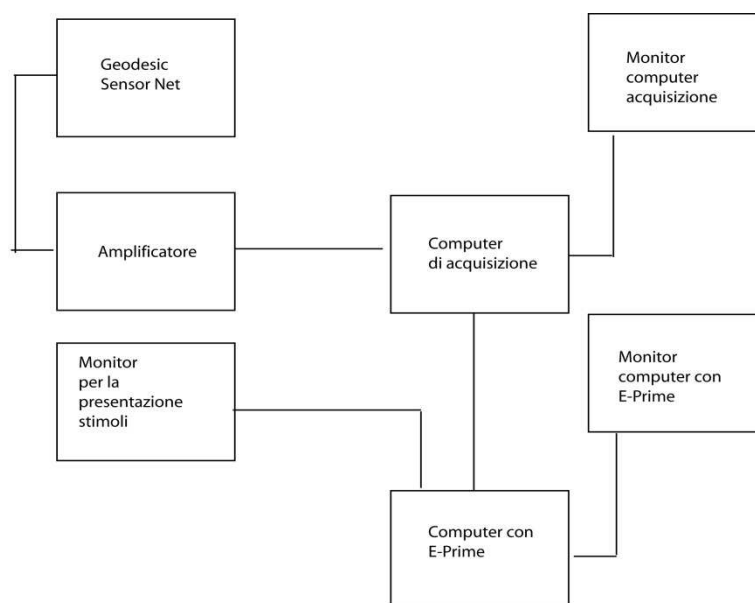 Geodesic
Sensor Net
Monitor
computer
acquisizione
Amplificatore
Computer
di acquisizione
Monitor
per la
presentazione
stimoli
Monitor
computer con
E-Prime
Computer con
E-Prime